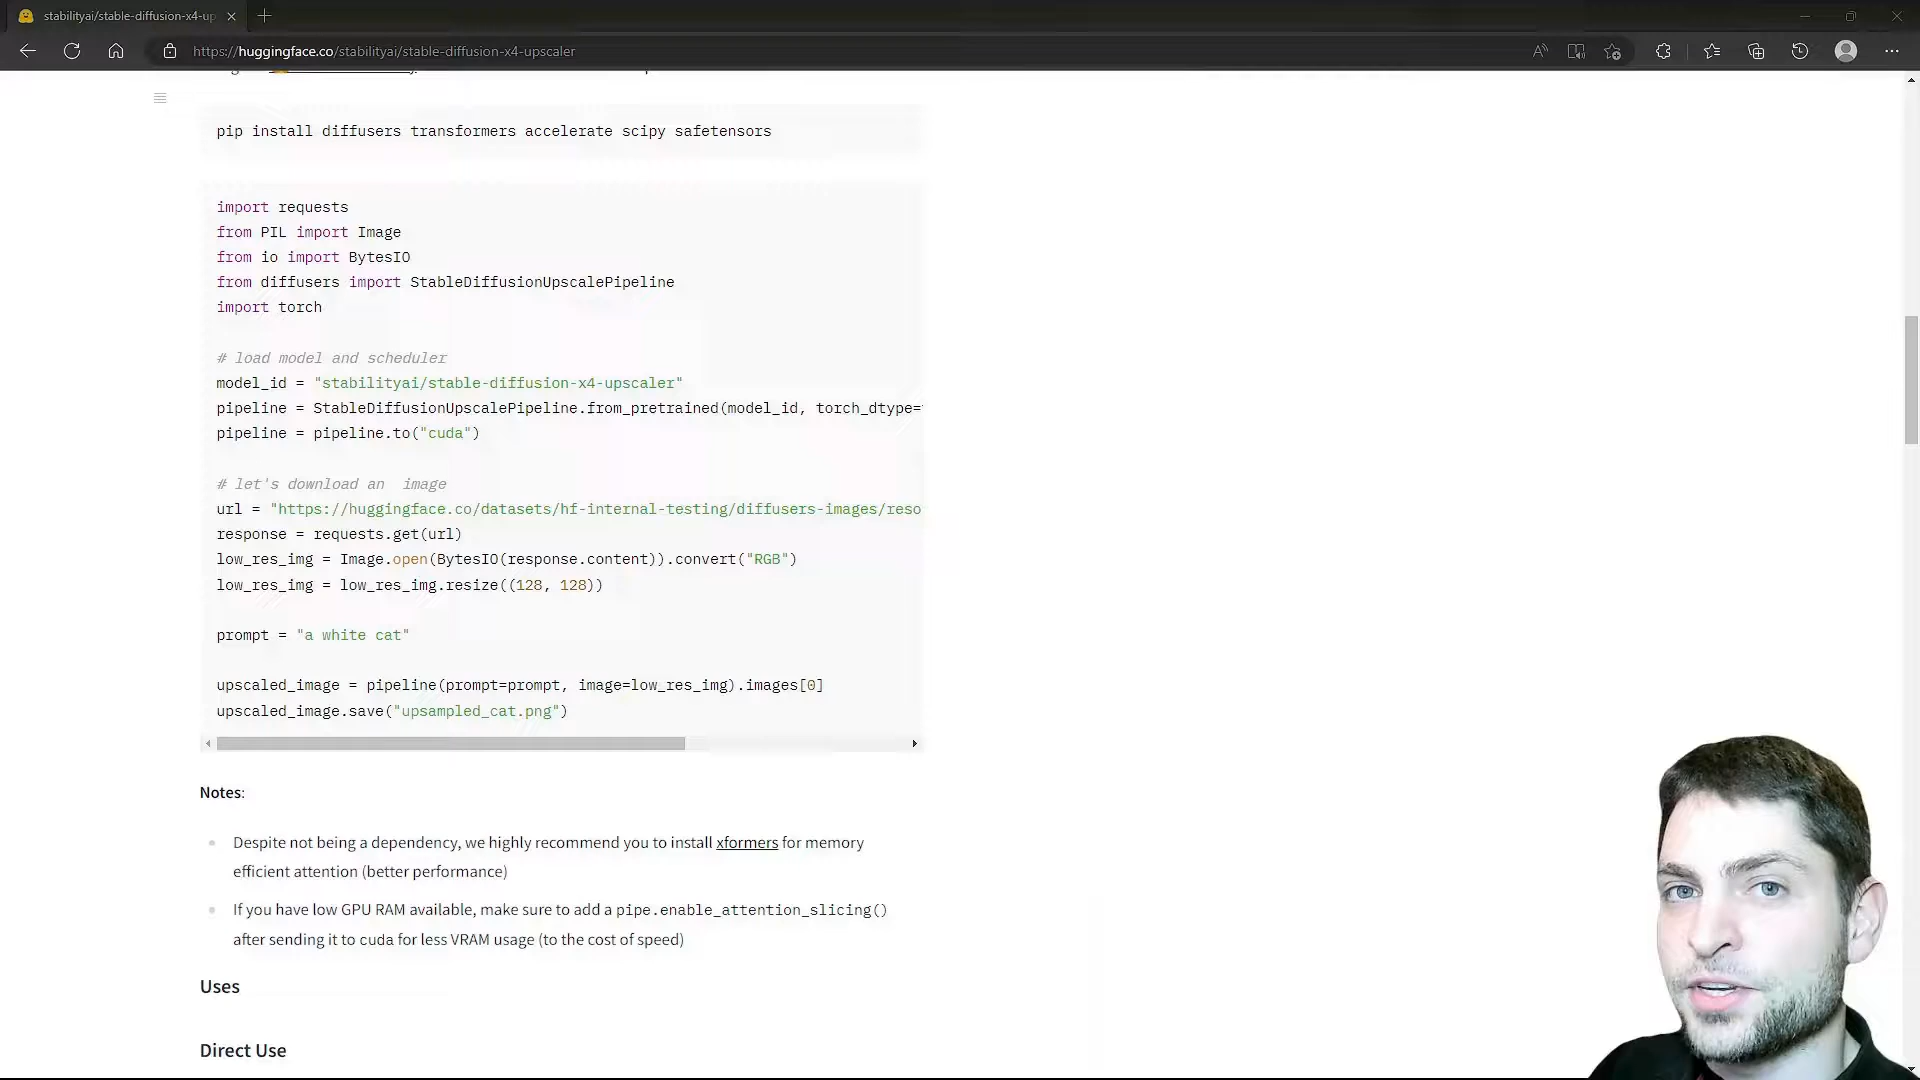 stabilityai/stable-diffusion-x4-up
https://huggingface.co/stabilityai/stable-diffusion-x4-upscaler
pip install diffusers transformers accelerate scipy safetensors
import requests
from PIL import Image
from io import BytesIO
from diffusers import StableDiffusionUpscalePipeline
import torch
# load model and scheduler
model_id = "stabilityai/stable-diffusion-x4-upscaler"
pipeline = StableDiffusionUpscalePipeline.from_pretrained(model_id, torch_dtype=
pipeline = pipeline.to("cuda")
# let's download an  image
url = "https://huggingface.co/datasets/hf-internal-testing/diffusers-images/reso
response = requests.get(url)
low_res_img = Image.open(BytesIO(response.content)).convert("RGB")
low_res_img = low_res_img.resize((128, 128))
prompt = "a white cat"
upscaled_image = pipeline(prompt=prompt, image=low_res_img).images[0]
upscaled_image.save("upsampled_cat.png")
Notes:
Despite not being a dependency, we highly recommend you to install xformers for memory
efficient attention (better performance)
If you have low GPU RAM available, make sure to add a pipe.enable_attention_slicing()
after sending it to cuda for less VRAM usage (to the cost of speed)
Uses
Direct Use